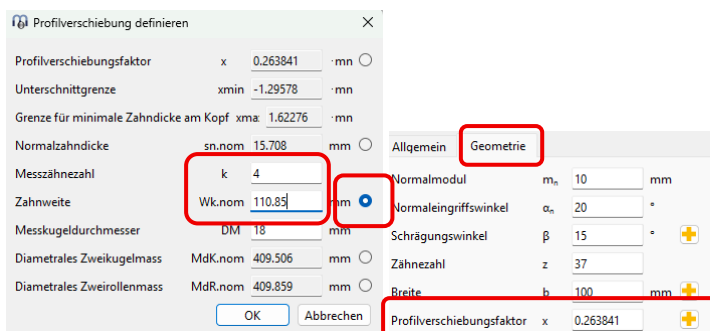 Profilverschiebung definieren
Profilverschiebungsfaktor x 0.263841 ·mn
Unterschnittgrenze xmin -1.29578 ·mn
Grenze für minimale Zahndicke am Kopf xma: 1.62276 ·mn
Normalzahndicke sn.nom 15.708 mm
Messzähnezahl k 4
Zahnweite Wk.nom 110.85 mm
Messkugeldurchmesser DM 18 mm
Diametrales Zweikugelmass MdK.nom 409.506 mm
Diametrales Zweirollenmass MdR.nom 409.859 mm
OK Abbrechen
Allgemein Geometrie
Normalmodul mₙ 10 mm
Normaleingriffswinkel αₙ 20 °
Schrägungswinkel β 15 °
Zähnezahl z 37
Breite b 100 mm
Profilverschiebungsfaktor x 0.263841